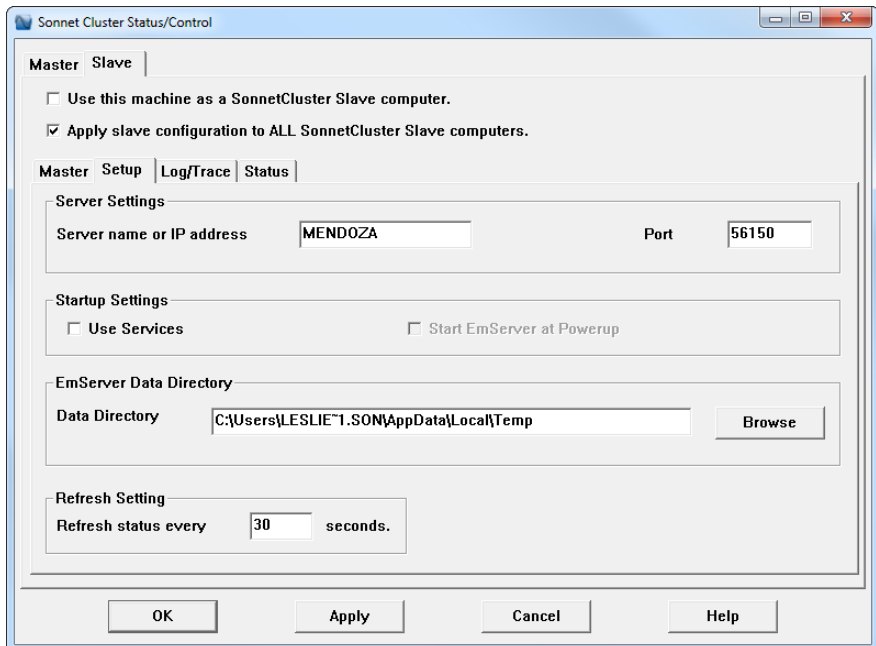 Sonnet Cluster Status/Control
Master Slave
Use this machine as a SonnetCluster Slave computer.
Apply slave configuration to ALL SonnetCluster Slave computers.
Master Setup Log/Trace Status
Server Settings
Server name or IP address MENDOZA Port 56150
Startup Settings
Use Services Start EmServer at Powerup
EmServer Data Directory
Data Directory C:\Users\LESLIE~1.SON\AppData\Local\Temp Browse
Refresh Setting
Refresh status every 30 seconds.
OK Apply Cancel Help